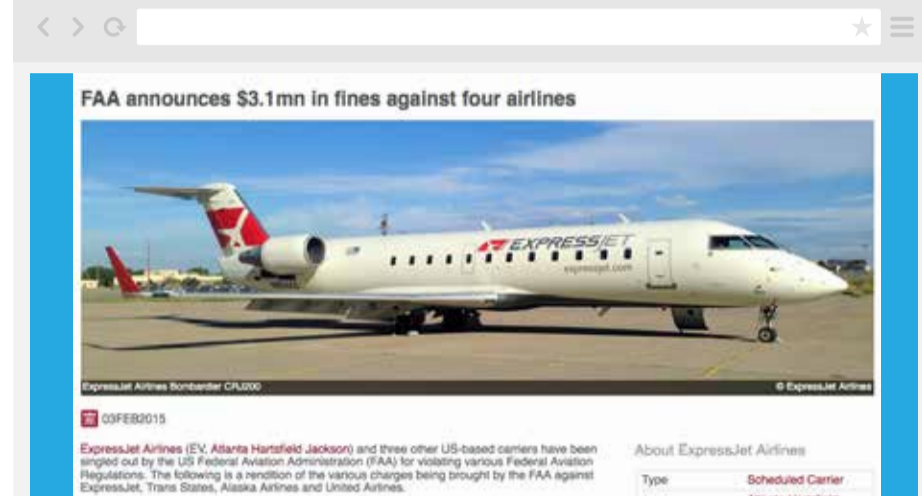 FAA announces $3.1mn in fines against four airlines
EXPRESSJET
expressjet.com
ExpressJet Airlines Bombardier CRJ200
© ExpressJet Airlines
03FEB2015
ExpressJet Airlines (EV, Atlanta Hartsfield Jackson) and three other US-based carriers have been
singled out by the US Federal Aviation Administration (FAA) for violating various Federal Aviation
Regulations. The following is a rendition of the various charges being brought by the FAA against
ExpressJet, Trans States, Alaska Airlines and United Airlines.
About ExpressJet Airlines
Type
Scheduled Carrier